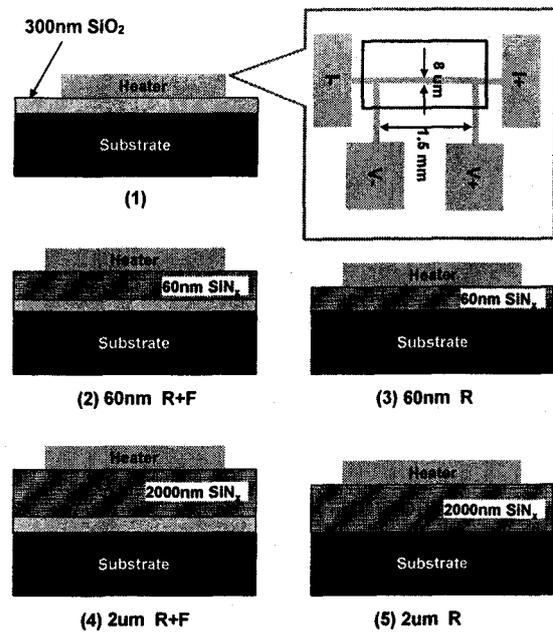 300nm SiO₂
Heater
Substrate
(1)
I-
I+
8 um
1.5 mm
V-
V+
Heater
60nm SiNₓ
Substrate
(2) 60nm R+F
Heater
60nm SiNₓ
Substrate
(3) 60nm R
Heater
2000nm SiNₓ
Substrate
(4) 2um R+F
Heater
2000nm SiNₓ
Substrate
(5) 2um R